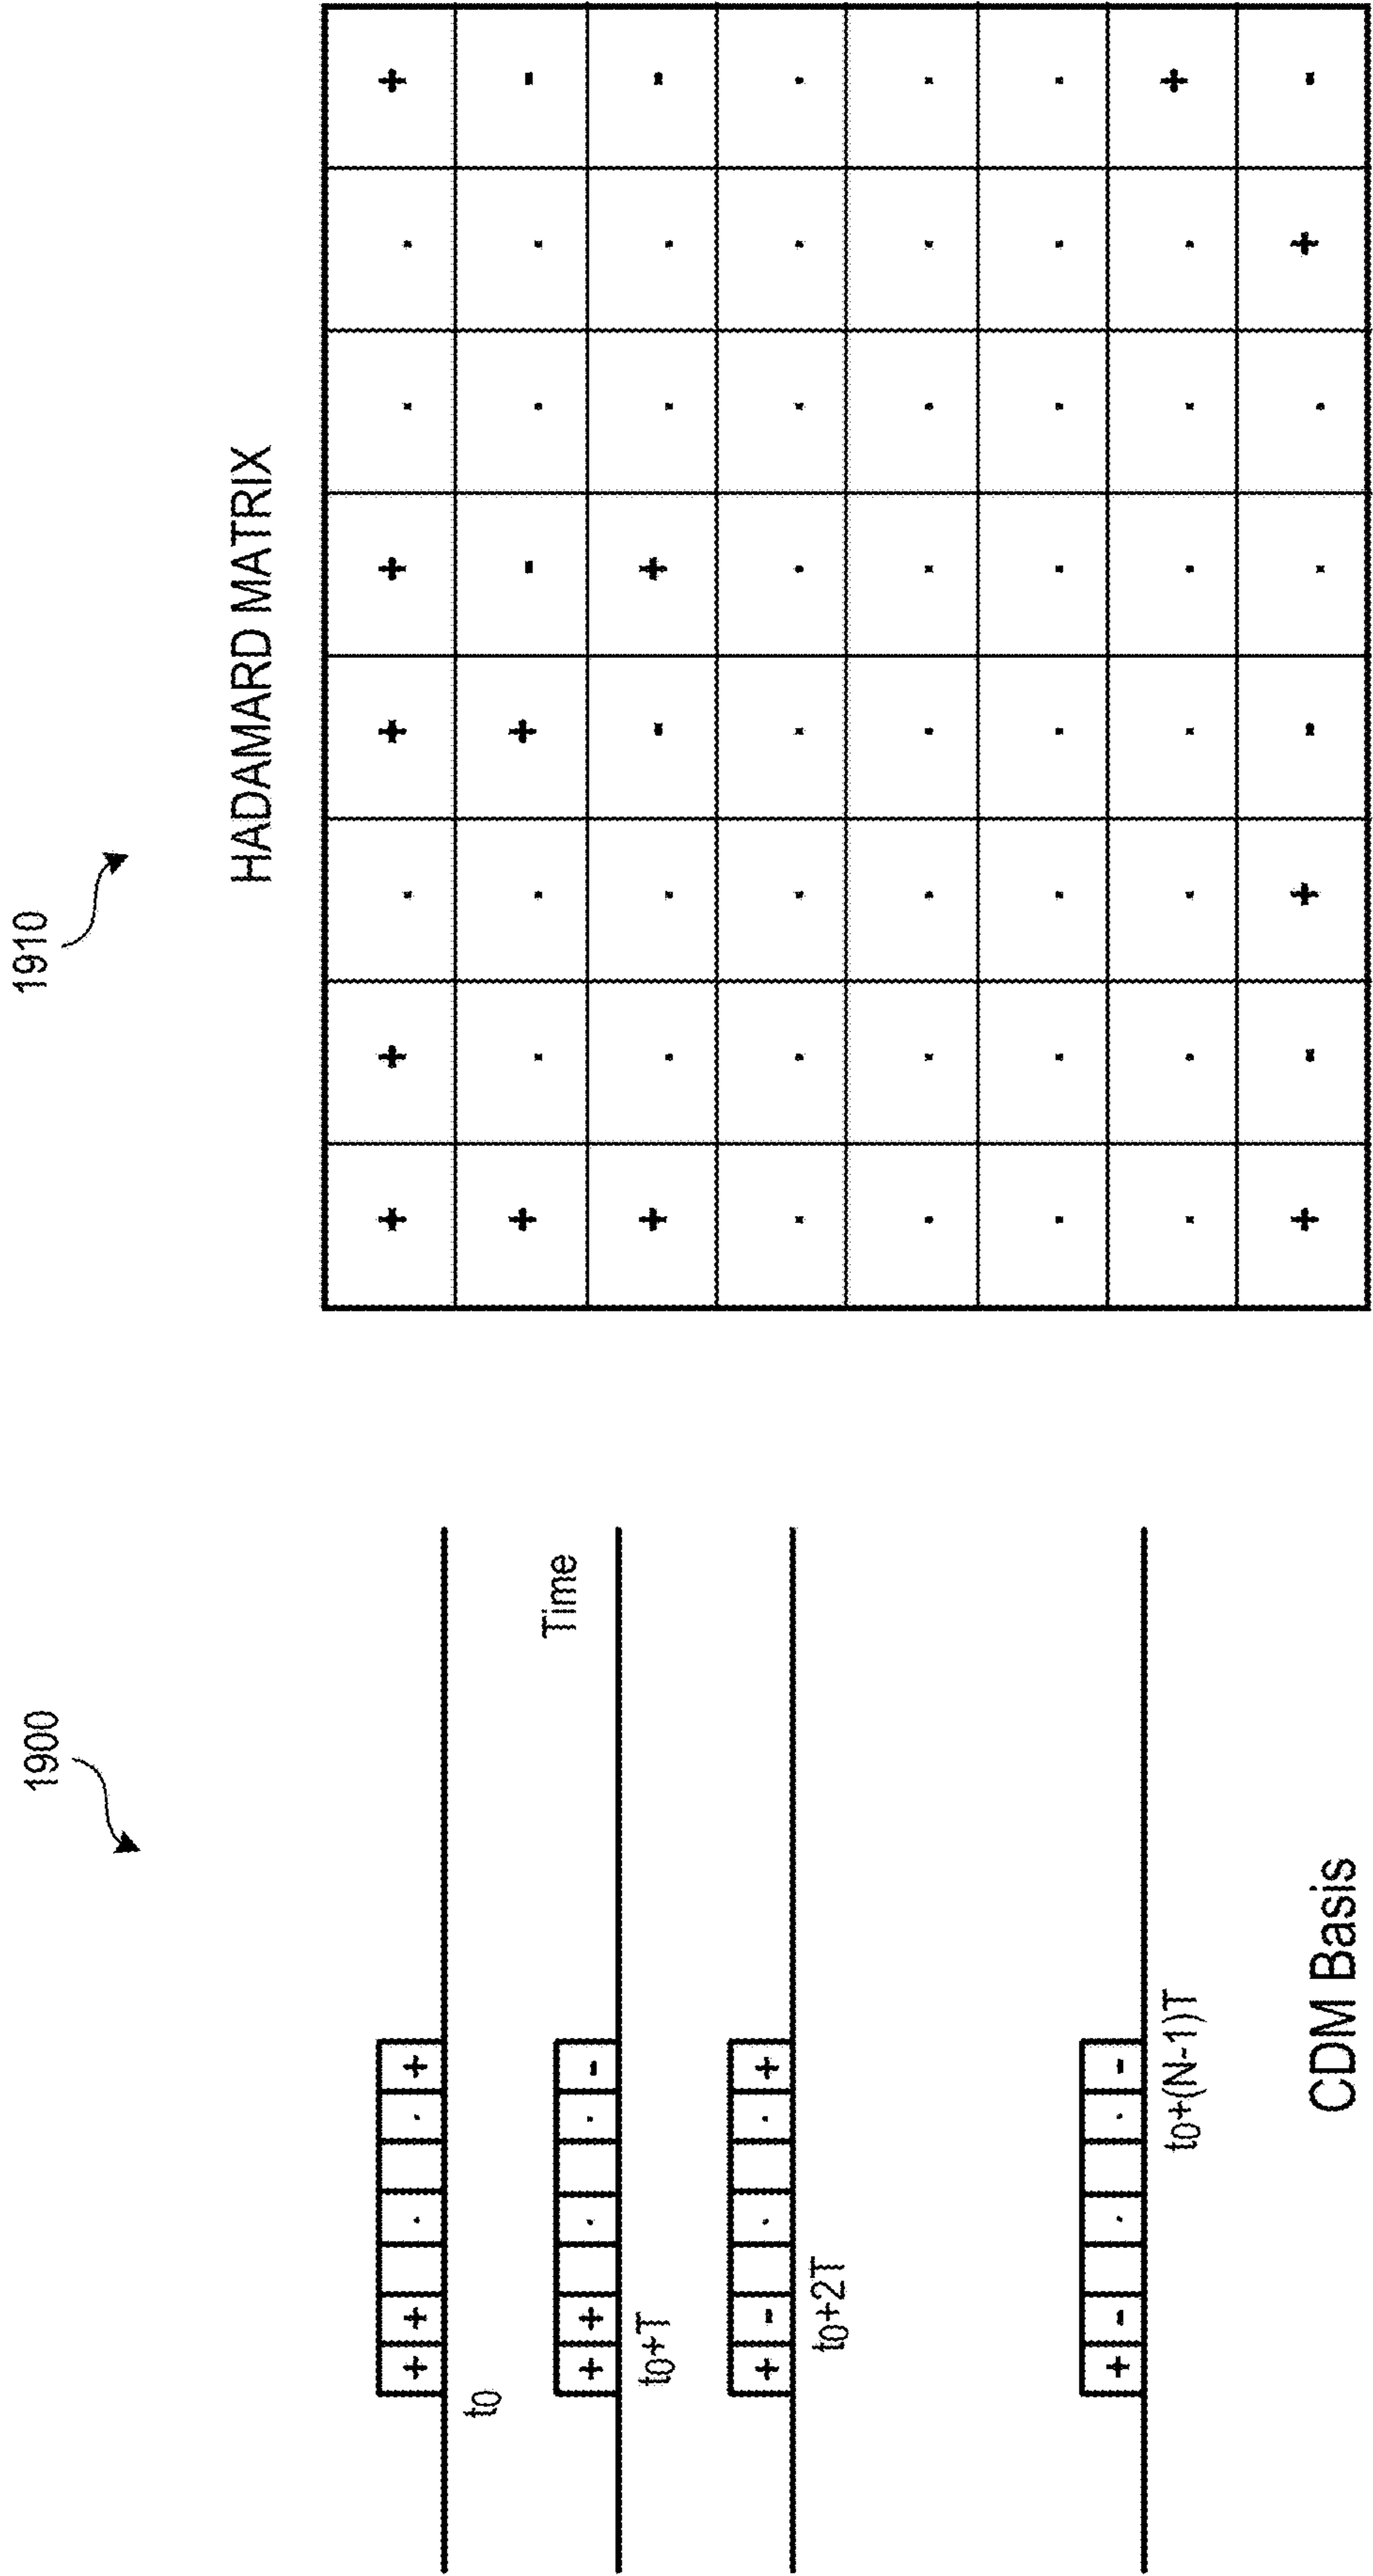 1900
+ + . . +
t0
Time
+ + . . -
t0+T
+ - . . +
t0+2T
+ - . . -
t0+(N-1)T
CDM Basis
1910
HADAMARD MATRIX
+ + . + + . . +
+ . . + - . . -
+ . . - + . . -
. . . . . . . .
. . . . . . . .
. . . . . . . .
. . . . . . . +
+ - + - . . + -